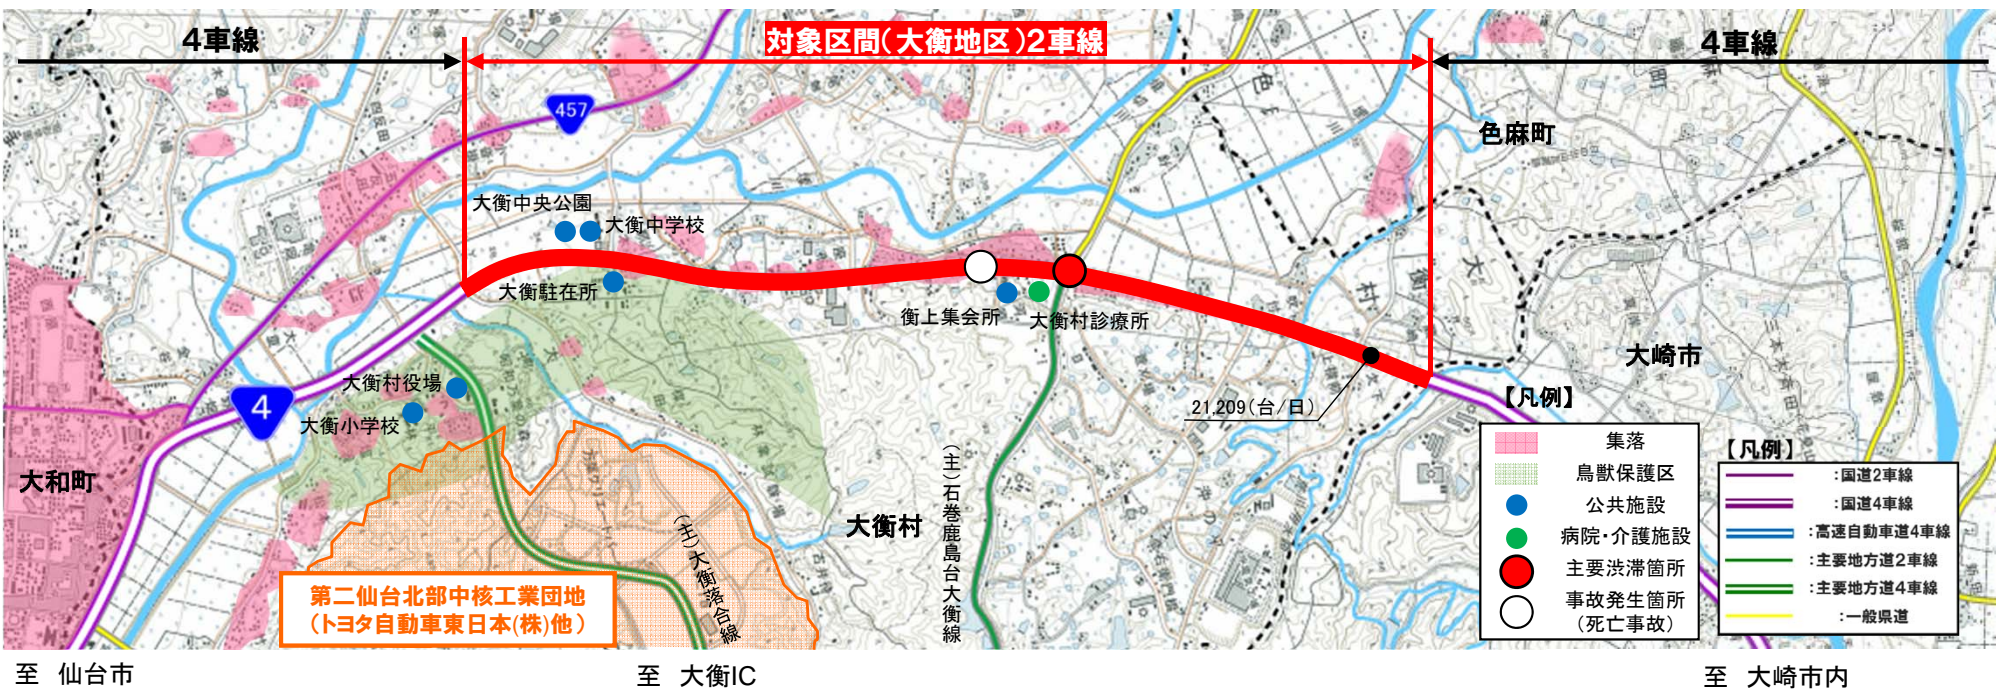 4車線
対象区間(大衡地区)2車線
4車線
457
色麻町
大衡中央公園
大衡中学校
大衡駐在所
衡上集会所
大衡村診療所
大衡村役場
大衡小学校
4
大和町
大崎市
21,209(台/日)
大衡村
(主)石巻鹿島台大衡線
(主)大衡落合線
第二仙台北部中核工業団地
(トヨタ自動車東日本(株)他)
【凡例】
集落
鳥獣保護区
公共施設
病院・介護施設
主要渋滞箇所
事故発生箇所
(死亡事故)
【凡例】
:国道2車線
:国道4車線
:高速自動車道4車線
:主要地方道2車線
:主要地方道4車線
:一般県道
至 仙台市
至 大衡IC
至 大崎市内